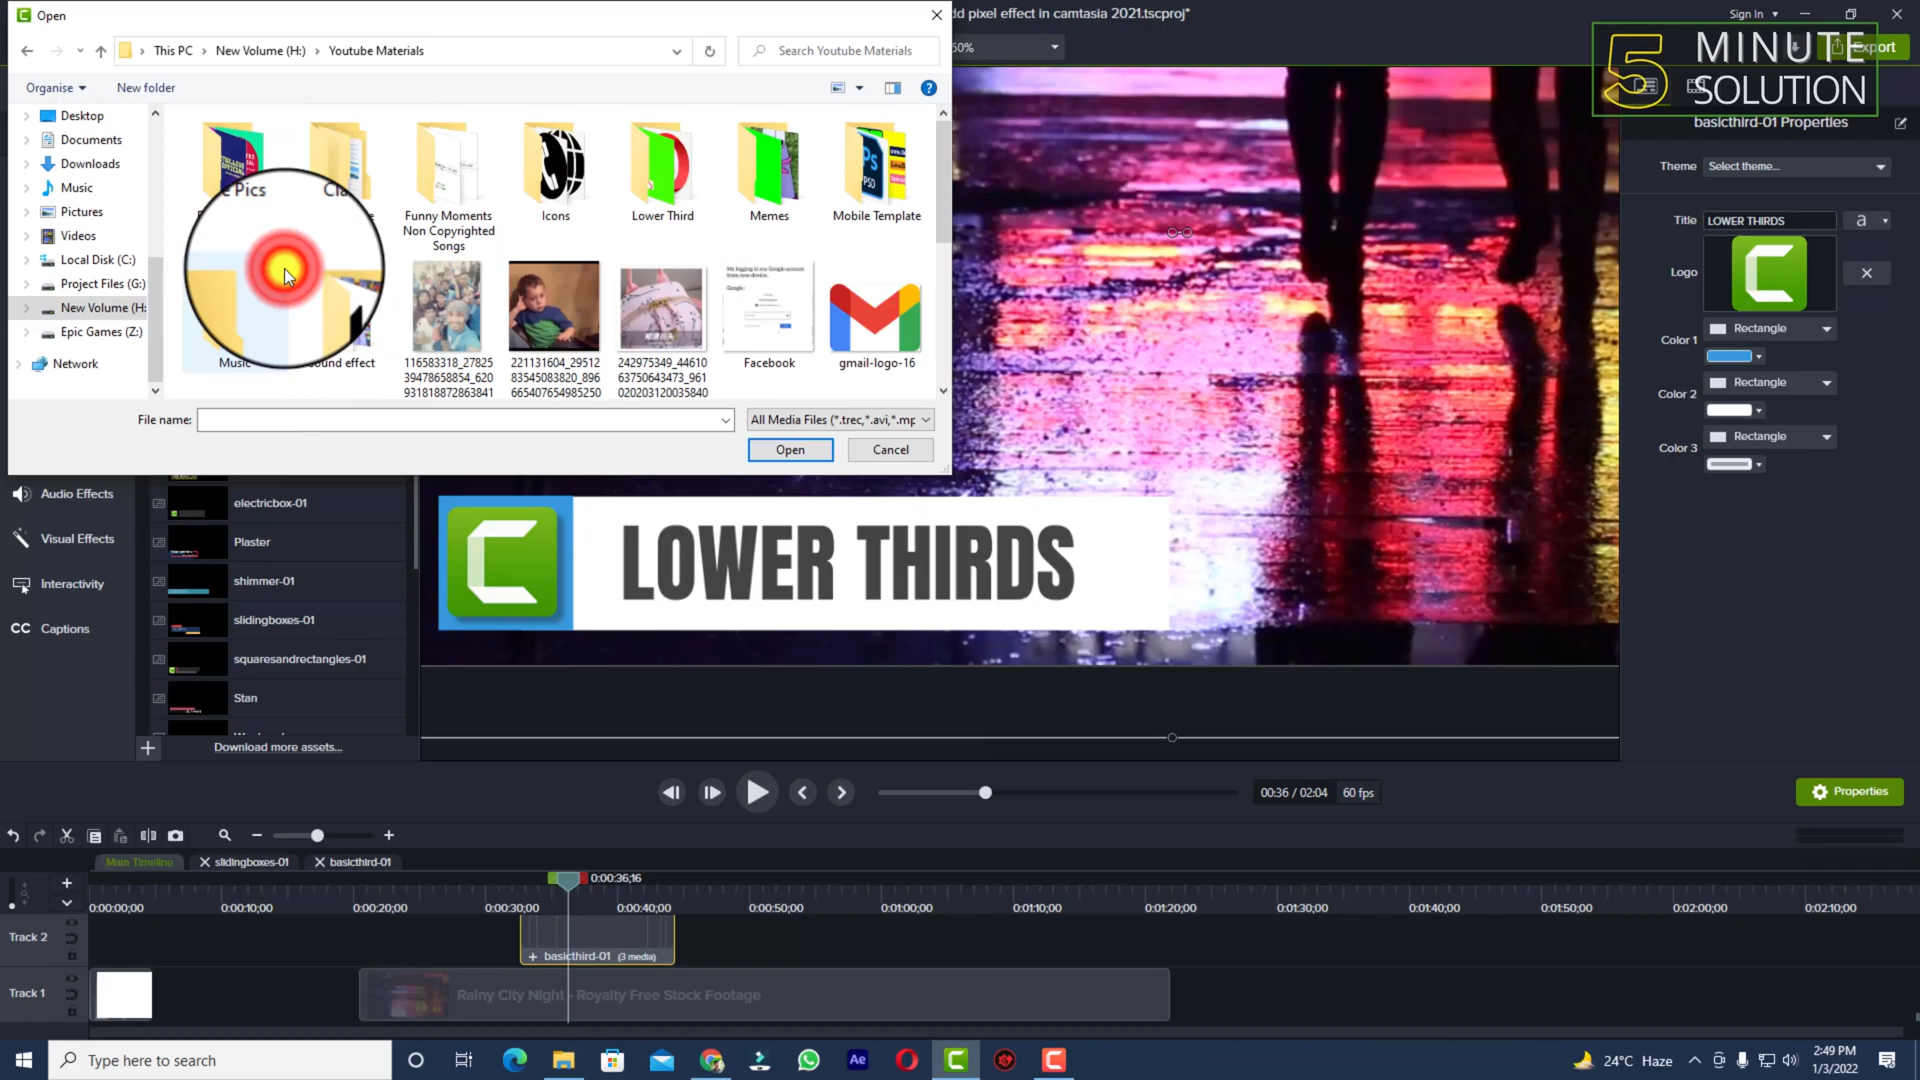 Open
dd pixel effect in camtasia 2021.tscproj*
Sign In
This PC > New Volume (H:) > Youtube Materials
Search Youtube Materials
50%
Export
5 MINUTE
SOLUTION
Organise
New folder
basicthird-01 Properties
Desktop
Documents
Downloads
Music
Pictures
Videos
Local Disk (C:)
Project Files (G:)
New Volume (H:
Epic Games (Z:)
Network
e Pics
Cla
Funny Moments
Non Copyrighted
Songs
Icons
Lower Third
Memes
Mobile Template
Music
ound effect
116583318_27825
39478658854_620
931818872863841
221131604_29512
83545083820_896
665407654985250
242975349_44610
63750643473_961
020203120035840
Facebook
gmail-logo-16
File name:
All Media Files (*.trec,*.avi,*.mp
Open
Cancel
Theme
Select theme...
Title
LOWER THIRDS
a
Logo
Color 1
Rectangle
Color 2
Rectangle
Color 3
Rectangle
Audio Effects
Visual Effects
Interactivity
CC Captions
electricbox-01
Plaster
shimmer-01
slidingboxes-01
squaresandrectangles-01
Stan
Download more assets...
LOWER THIRDS
00:36 / 02:04
60 fps
Properties
Main Timeline
slidingboxes-01
basicthird-01
0:00:36;16
0:00:00;00
0:00:10;00
0:00:20;00
0:00:30;00
0:00:40;00
0:00:50;00
0:01:00;00
0:01:10;00
0:01:20;00
0:01:30;00
0:01:40;00
0:01:50;00
0:02:00;00
0:02:10;00
Track 2
+ basicthird-01 (3 media)
Track 1
Rainy City Night - Royalty Free Stock Footage
Type here to search
Ae
24°C Haze
2:49 PM
1/3/2022